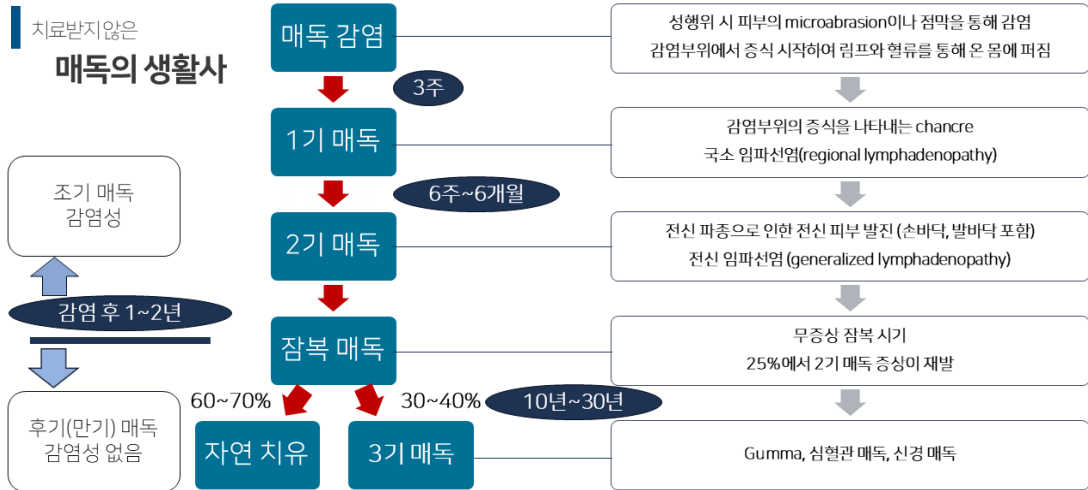 치료받지 않은
매독의 생활사
매독 감염
성행위 시 피부의 microabrasion이나 점막을 통해 감염
감염부위에서 증식 시작하여 림프와 혈류를 통해 온 몸에 퍼짐
3주
1기 매독
감염부위의 증식을 나타내는 chancre
국소 임파선염(regional lymphadenopathy)
6주~6개월
2기 매독
전신 파종으로 인한 전신 피부 발진 (손바닥, 발바닥 포함)
전신 임파선염 (generalized lymphadenopathy)
조기 매독
감염성
감염 후 1~2년
후기(만기) 매독
감염성 없음
잠복 매독
무증상 잠복 시기
25%에서 2기 매독 증상이 재발
60~70%
30~40%
10년~30년
자연 치유
3기 매독
Gumma, 심혈관 매독, 신경 매독